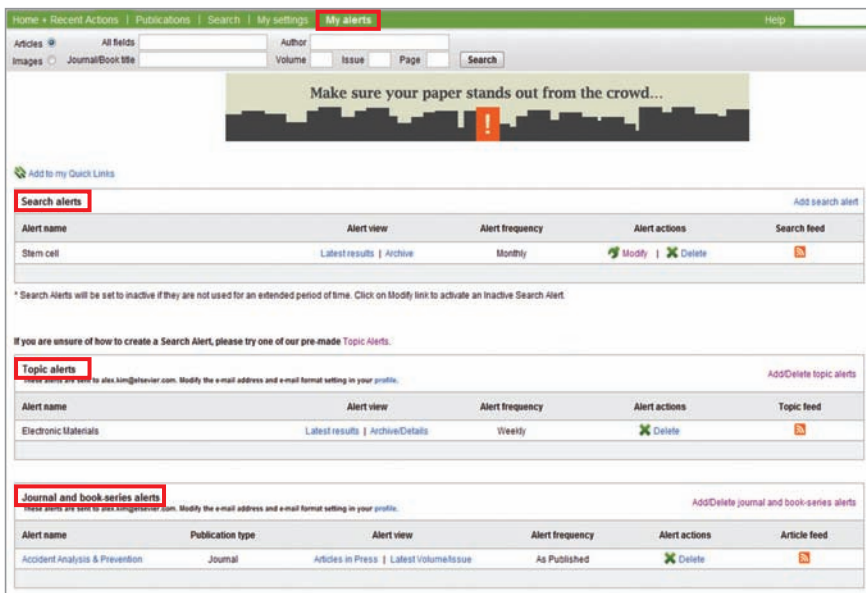 Home + Recent Actions | Publications | Search | My settings My alerts Help
Articles All fields Author
Images Journal/Book title Volume Issue Page Search
Make sure your paper stands out from the crowd...
!
Add to my Quick Links
Search alerts Add search alert
Alert name Alert view Alert frequency Alert actions Search feed
Stem cell Latest results | Archive Monthly Modify | Delete
* Search Alerts will be set to inactive if they are not used for an extended period of time. Click on Modify link to activate an Inactive Search Alert.
If you are unsure of how to create a Search Alert, please try one of our pre-made Topic Alerts.
Topic alerts Add/Delete topic alerts
These alerts are sent to alex.kim@elsevier.com. Modify the e-mail address and e-mail format setting in your profile.
Alert name Alert view Alert frequency Alert actions Topic feed
Electronic Materials Latest results | Archive/Details Weekly Delete
Journal and book-series alerts Add/Delete journal and book-series alerts
These alerts are sent to alex.kim@elsevier.com. Modify the e-mail address and e-mail format setting in your profile.
Alert name Publication type Alert view Alert frequency Alert actions Article feed
Accident Analysis & Prevention Journal Articles in Press | Latest Volume/Issue As Published Delete